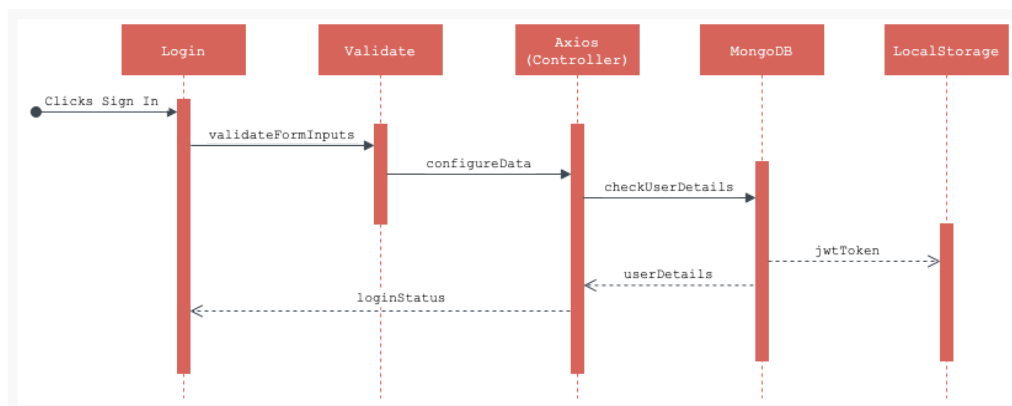 Login
Validate
Axios
(Controller)
MongoDB
LocalStorage
Clicks Sign In
validateFormInputs
configureData
checkUserDetails
jwtToken
userDetails
loginStatus